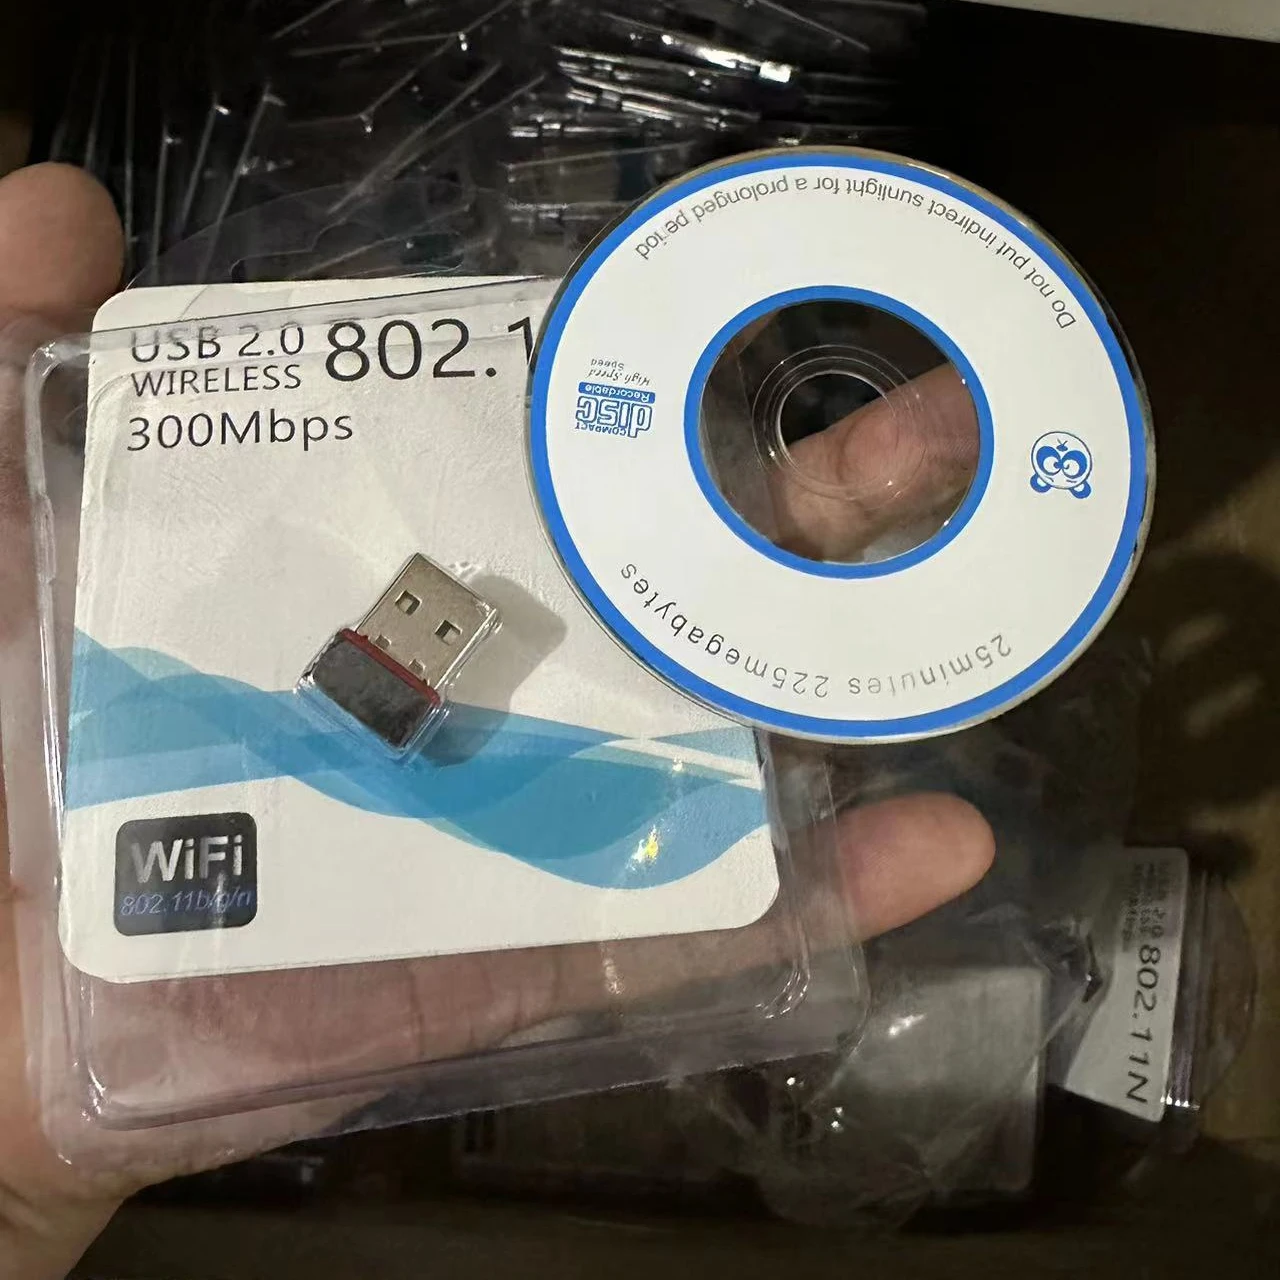 USB 2.0
WIRELESS
802.1
300Mbps
WiFi
802.11b/g/n
Do not put indirect sunlight for a prolonged period
COMPACT
disc
Recordable
High Speed
Speed
25minutes 225megabytes
802.11N